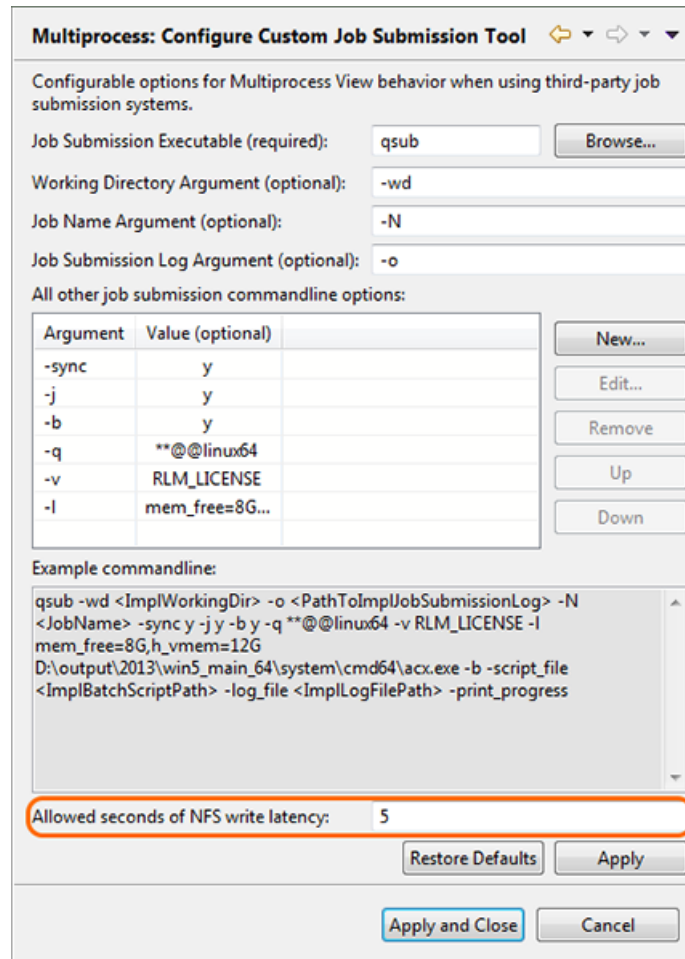 Multiprocess: Configure Custom Job Submission Tool
Configurable options for Multiprocess View behavior when using third-party job
submission systems.
Job Submission Executable (required): qsub Browse...
Working Directory Argument (optional): -wd
Job Name Argument (optional): -N
Job Submission Log Argument (optional): -o
All other job submission commandline options:
Argument Value (optional)
New...
-sync y
Edit...
-j y
-b y
Remove
-q **@@linux64
Up
-v RLM_LICENSE
-l mem_free=8G...
Down
Example commandline:
qsub -wd <ImplWorkingDir> -o <PathToImplJobSubmissionLog> -N
<JobName> -sync y -j y -b y -q **@@linux64 -v RLM_LICENSE -l
mem_free=8G,h_vmem=12G
D:\output\2013\win5_main_64\system\cmd64\acx.exe -b -script_file
<ImplBatchScriptPath> -log_file <ImplLogFilePath> -print_progress
Allowed seconds of NFS write latency: 5
Restore Defaults Apply
Apply and Close Cancel